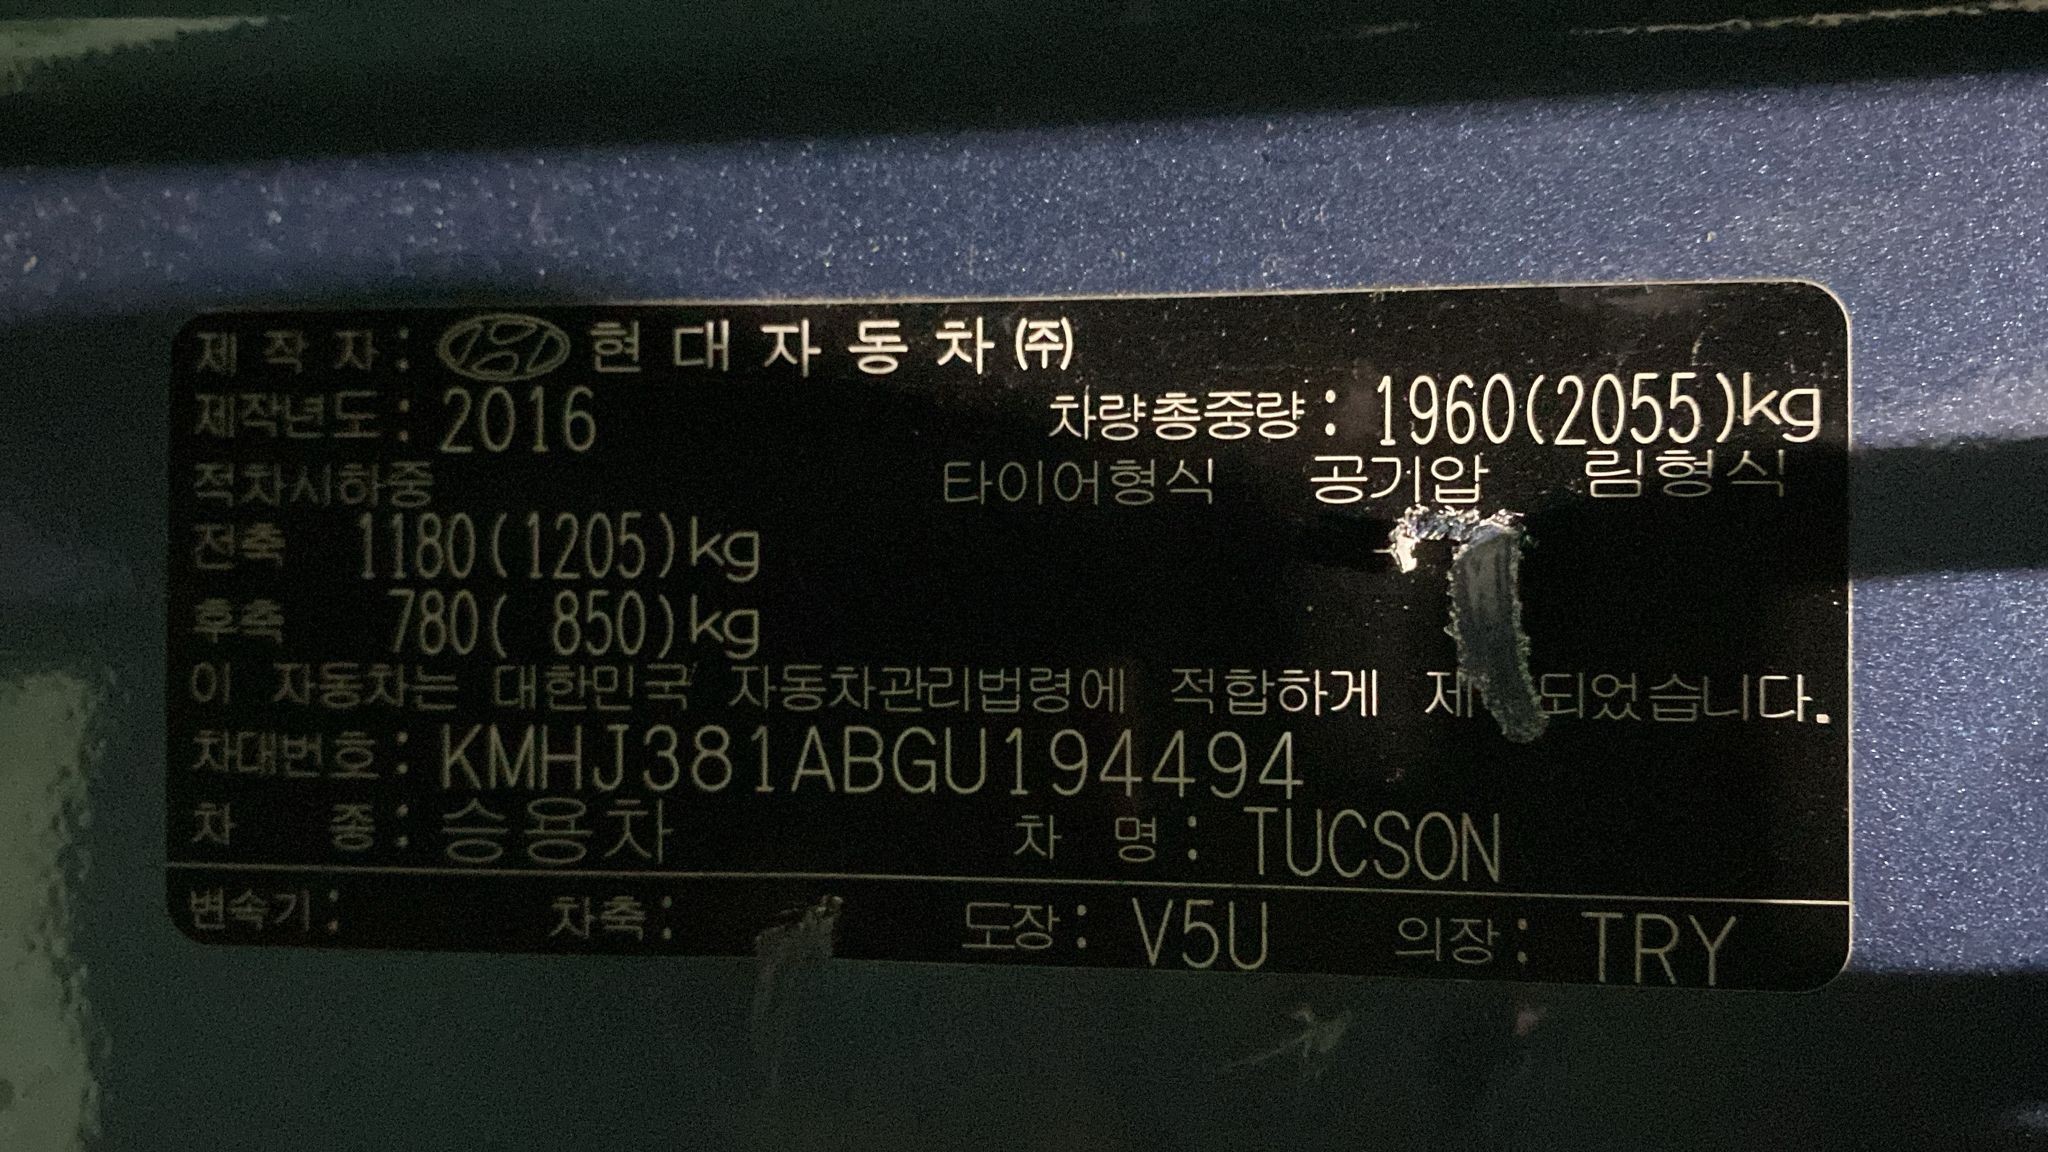 제 작 자 : 현 대 자 동 차 ㈜
제작년도 : 2016 차량총중량 : 1960(2055)kg
적차시하중 타이어형식 공기압 림형식
전축 1180(1205)kg
후축 780( 850)kg
이 자동차는 대한민국 자동차관리법령에 적합하게 제 되었습니다.
차대번호 : KMHJ381ABGU194494
차 종 : 승용차 차 명 : TUCSON
변속기 : 차축 : 도장 : V5U 의장 : TRY